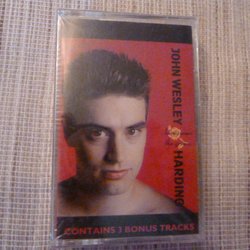 JOHN WESLEY
HARDING
CONTAINS 3 BONUS TRACKS